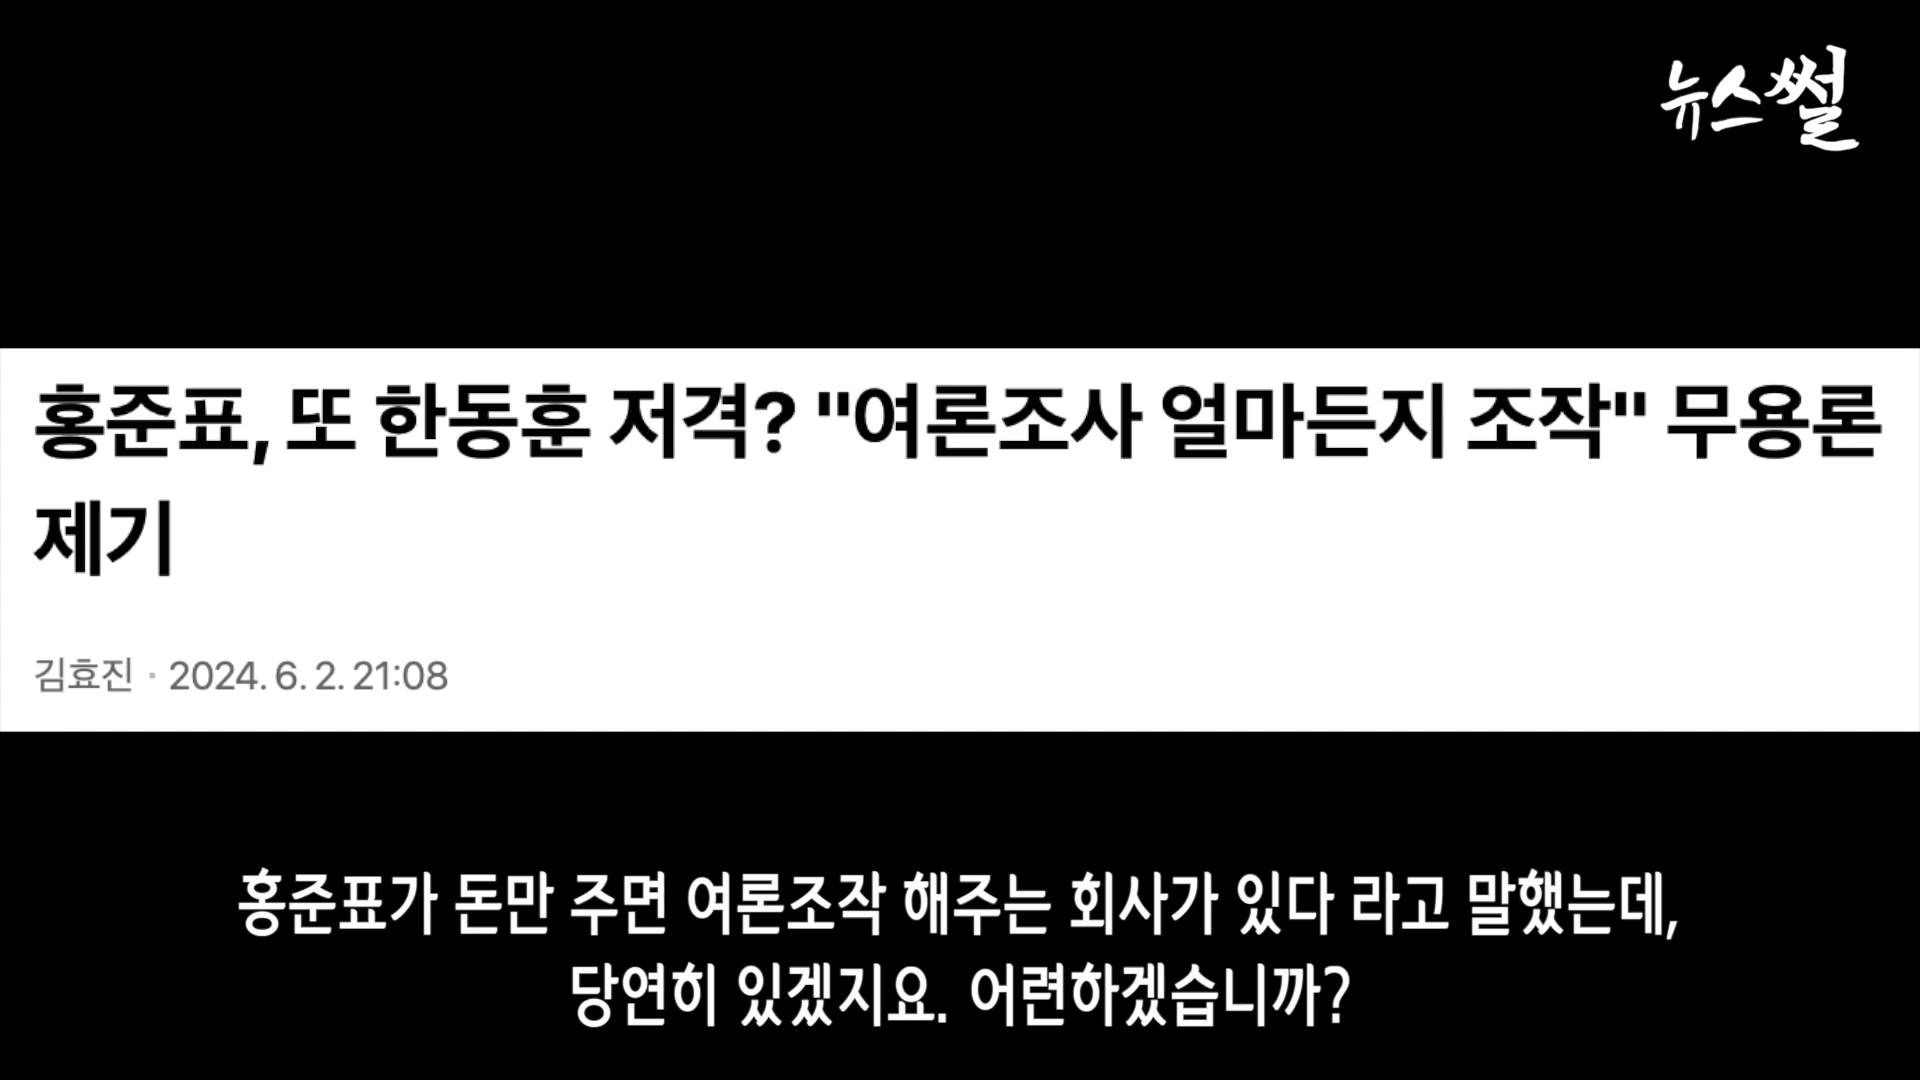 뉴스썰
홍준표, 또 한동훈 저격? "여론조사 얼마든지 조작" 무용론
제기
김효진 · 2024. 6. 2. 21:08
홍준표가 돈만 주면 여론조작 해주는 회사가 있다 라고 말했는데,
당연히 있겠지요. 어련하겠습니까?